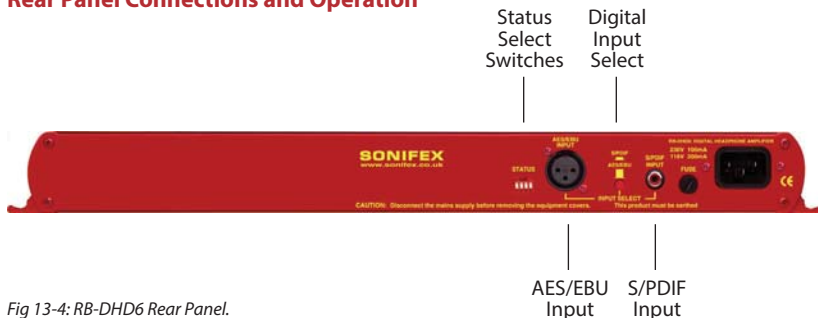 Rear Panel Connections and Operation
Status
Select
Switches
Digital
Input
Select
SONIFEX
www.sonifex.co.uk
STATUS
AES/EBU
INPUT
S/PDIF
AES/EBU
S/PDIF
INPUT
INPUT SELECT
RB-DHD6 DIGITAL HEADPHONE AMPLIFIER
230V 100mA
115V 200mA
FUSE
CE
CAUTION: Disconnect the mains supply before removing the equipment covers.
This product must be earthed
AES/EBU
Input
S/PDIF
Input
Fig 13-4: RB-DHD6 Rear Panel.